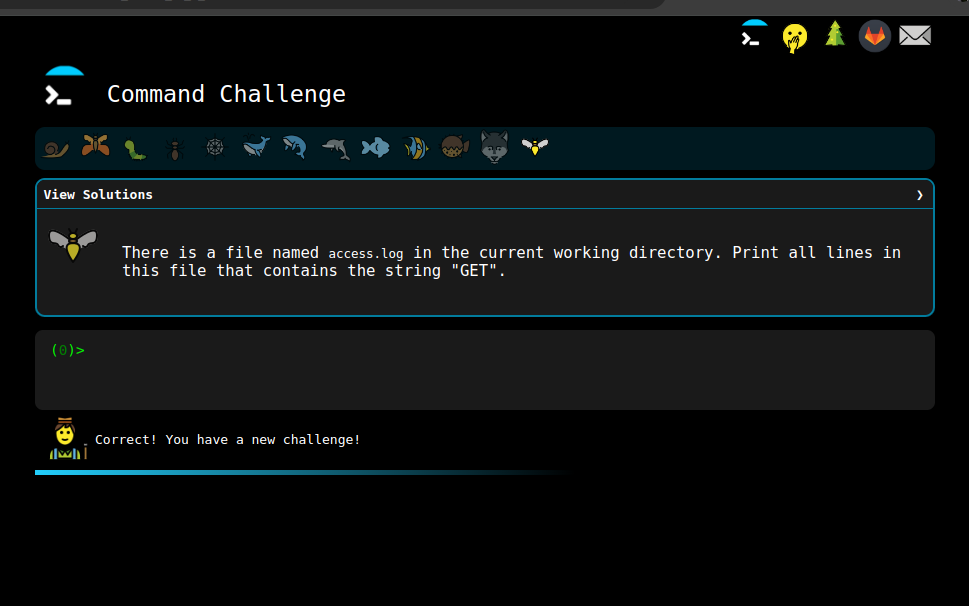 Command Challenge
View Solutions
There is a file named access.log in the current working directory. Print all lines in
this file that contains the string "GET".
(0)>
Correct! You have a new challenge!